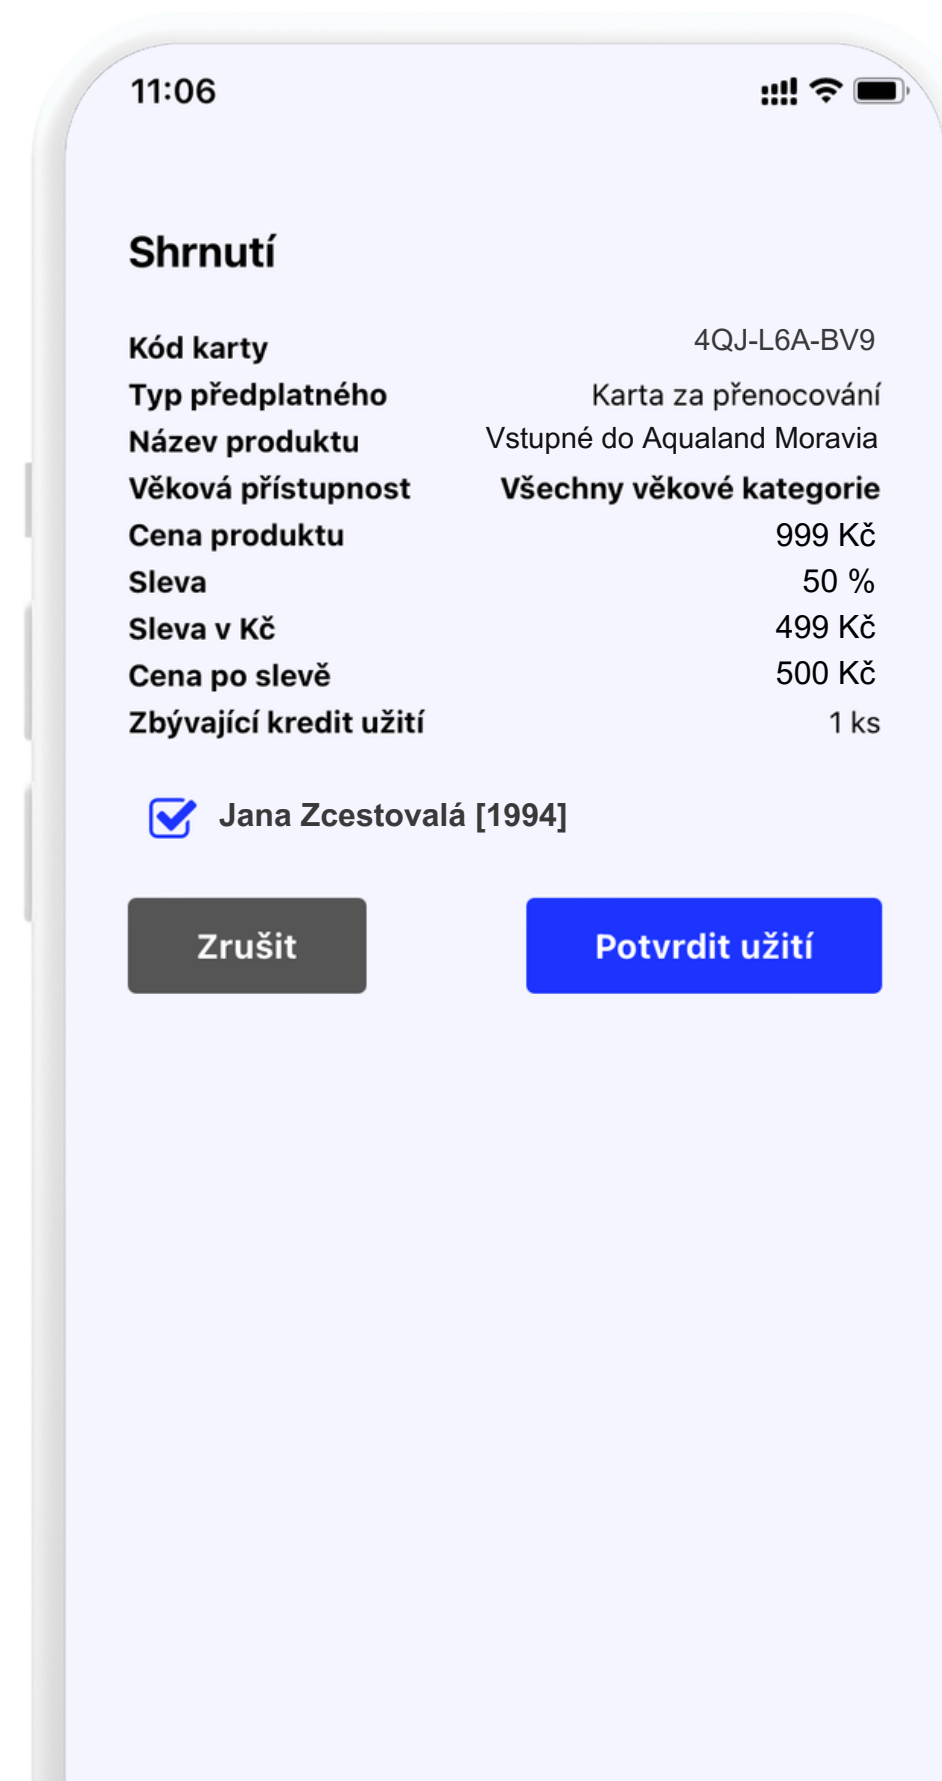 11:06
Shrnutí
Kód karty 4QJ-L6A-BV9
Typ předplatného Karta za přenocování
Název produktu Vstupné do Aqualand Moravia
Věková přístupnost Všechny věkové kategorie
Cena produktu 999 Kč
Sleva 50 %
Sleva v Kč 499 Kč
Cena po slevě 500 Kč
Zbývající kredit užití 1 ks
Jana Zcestovalá [1994]
Zrušit Potvrdit užití